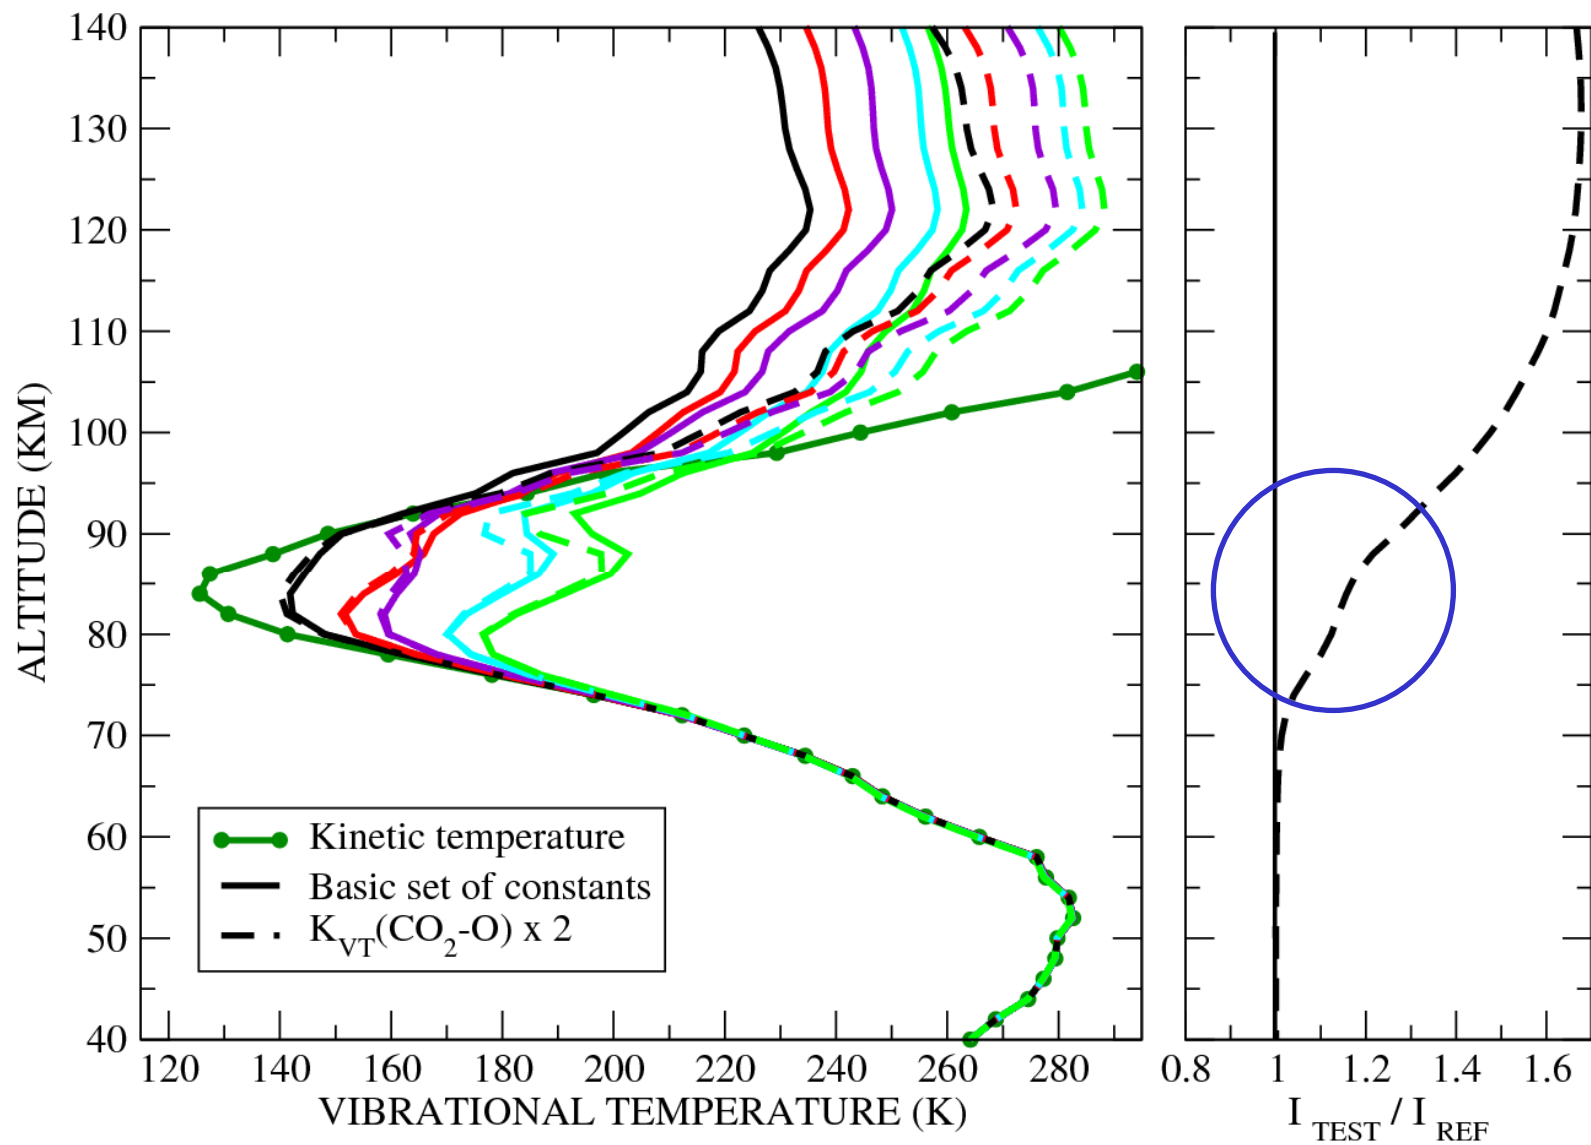 140
130
120
110
100
90
80
70
60
50
40
ALTITUDE (KM)
Kinetic temperature
Basic set of constants
K_VT(CO_2-O) x 2
120 140 160 180 200 220 240 260 280
VIBRATIONAL TEMPERATURE (K)
0.8 1 1.2 1.4 1.6
I_TEST / I_REF